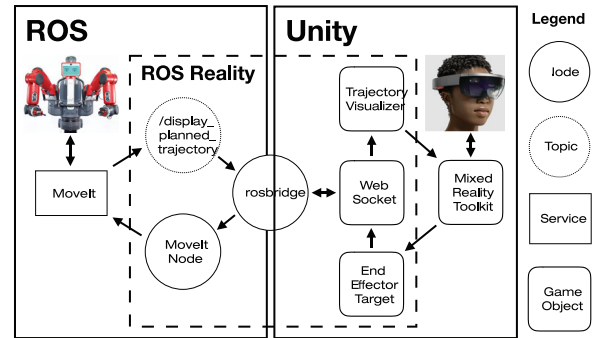 ROS
Unity
Legend
ROS Reality
/display_
planned_
trajectory
MoveIt
MoveIt
Node
rosbridge
Trajectory
Visualizer
Web
Socket
End
Effector
Target
Mixed
Reality
Toolkit
lode
Topic
Service
Game
Object